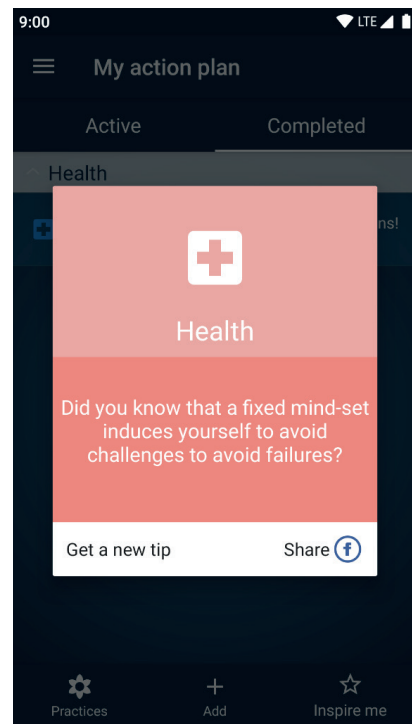 9:00 LTE
My action plan
Active Completed
Health
ns!
Health
Did you know that a fixed mind-set
induces yourself to avoid
challenges to avoid failures?
Get a new tip Share
Practices Add Inspire me